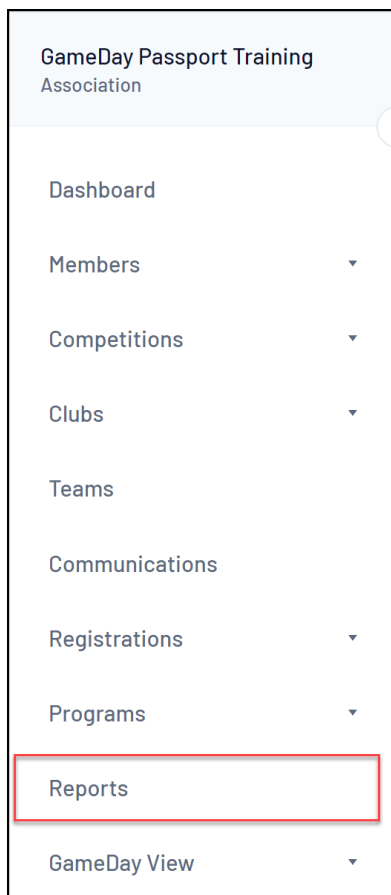 GameDay Passport Training
Association
Dashboard
Members
Competitions
Clubs
Teams
Communications
Registrations
Programs
Reports
GameDay View